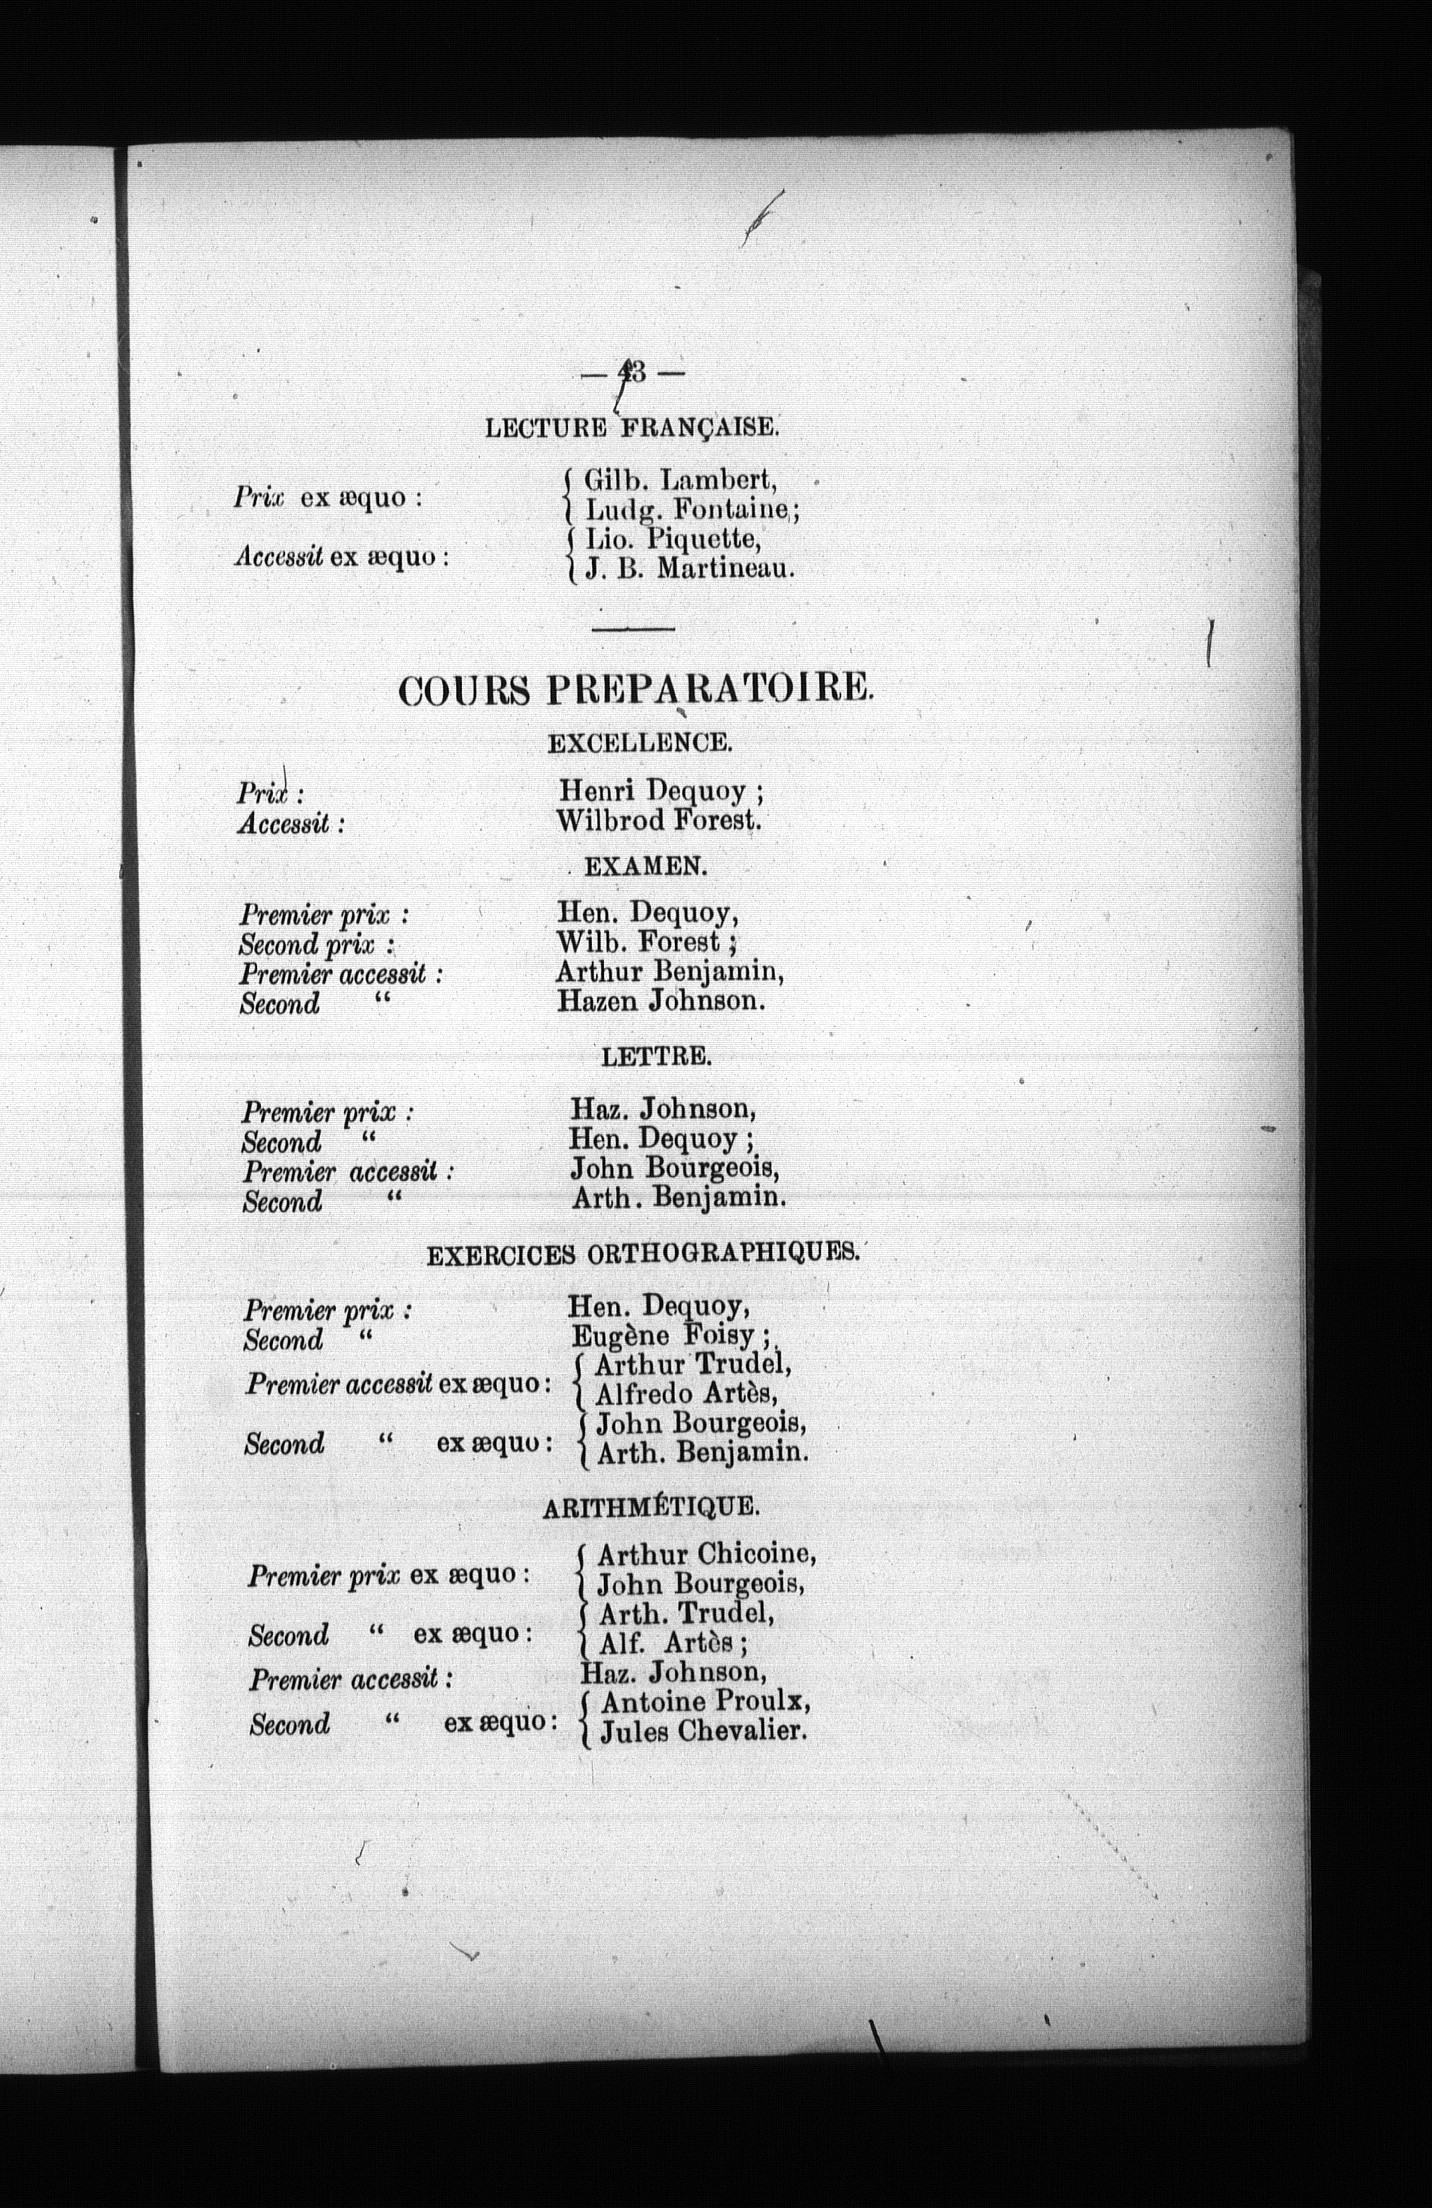 — 43 —
LECTURE FRANÇAISE.
Prix ex æquo : { Gilb. Lambert,
Ludg. Fontaine;
Accessit ex æquo : { Lio. Piquette,
J. B. Martineau.
COURS PREPARATOIRE.
EXCELLENCE.
Prix : Henri Dequoy ;
Accessit : Wilbrod Forest.
EXAMEN.
Premier prix : Hen. Dequoy,
Second prix : Wilb. Forest ;
Premier accessit : Arthur Benjamin,
Second “ Hazen Johnson.
LETTRE.
Premier prix : Haz. Johnson,
Second “ Hen. Dequoy ;
Premier accessit : John Bourgeois,
Second “ Arth. Benjamin.
EXERCICES ORTHOGRAPHIQUES.
Premier prix : Hen. Dequoy,
Second “ Eugène Foisy ;
Premier accessit ex æquo : { Arthur Trudel,
Alfredo Artès,
Second “ ex æquo : { John Bourgeois,
Arth. Benjamin.
ARITHMÉTIQUE.
Premier prix ex æquo : { Arthur Chicoine,
John Bourgeois,
Second “ ex æquo : { Arth. Trudel,
Alf. Artès ;
Premier accessit : Haz. Johnson,
Second “ ex æquo : { Antoine Proulx,
Jules Chevalier.